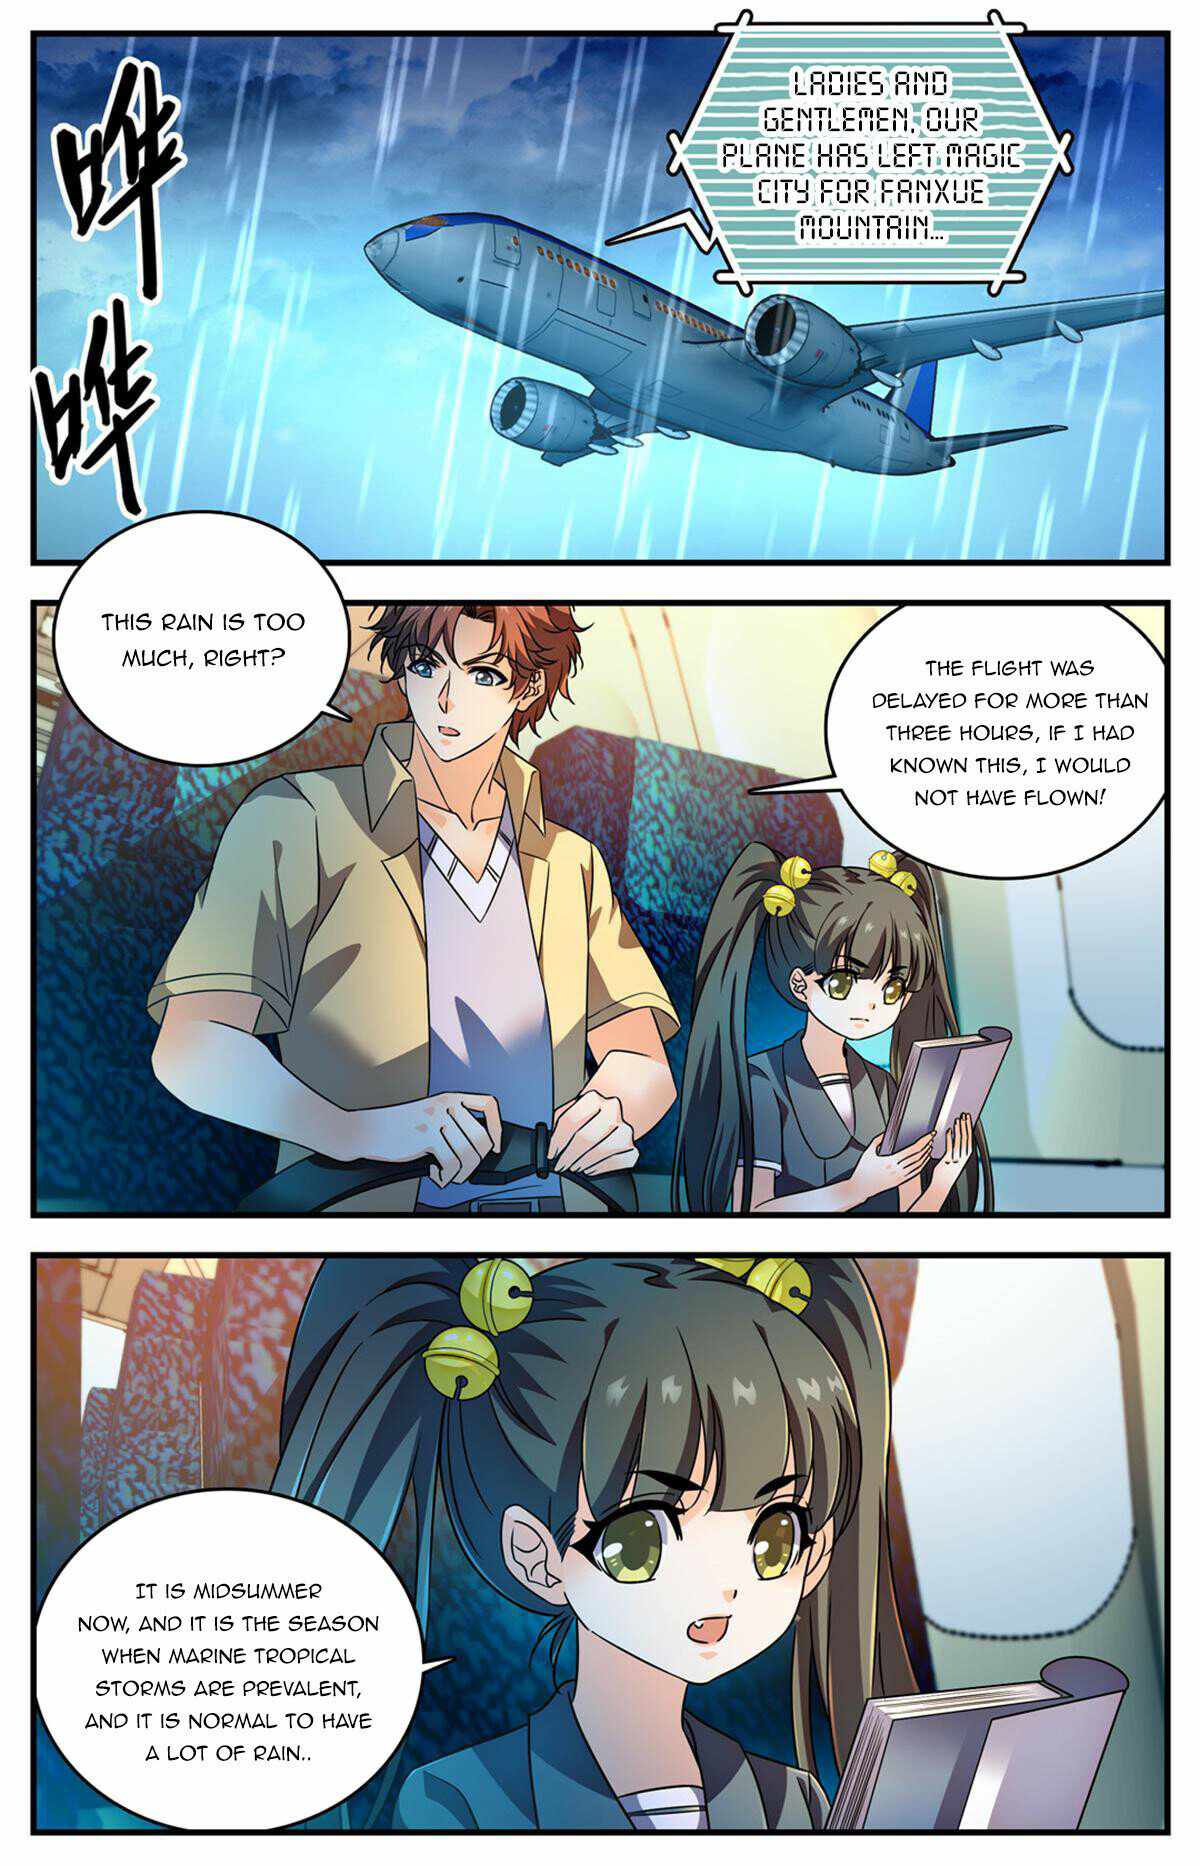 LADIES AND
GENTLEMEN, OUR
PLANE HAS LEFT MAGIC
CITY FOR FANXUE
MOUNTAIN...
哗
哗
THIS RAIN IS TOO
MUCH, RIGHT?
THE FLIGHT WAS
DELAYED FOR MORE THAN
THREE HOURS, IF I HAD
KNOWN THIS, I WOULD
NOT HAVE FLOWN!
IT IS MIDSUMMER
NOW, AND IT IS THE SEASON
WHEN MARINE TROPICAL
STORMS ARE PREVALENT,
AND IT IS NORMAL TO HAVE
A LOT OF RAIN..